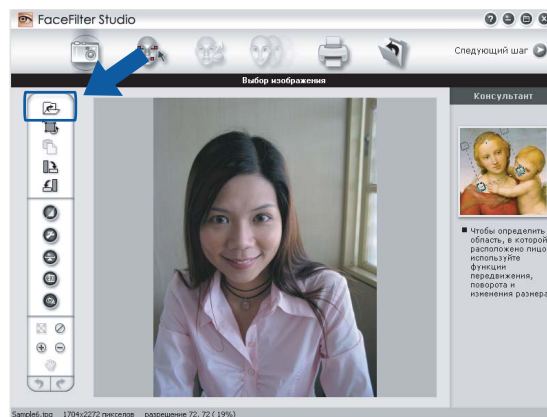 FaceFilter Studio
Следующий шаг
Выбор изображения
Консультант
Чтобы определить
область, в которой
расположено лицо
используйте
функции
передвижения,
поворота и
изменения размера
Sample6.jpg 1704x2272 пикселов разрешение 72, 72 ( 19%)